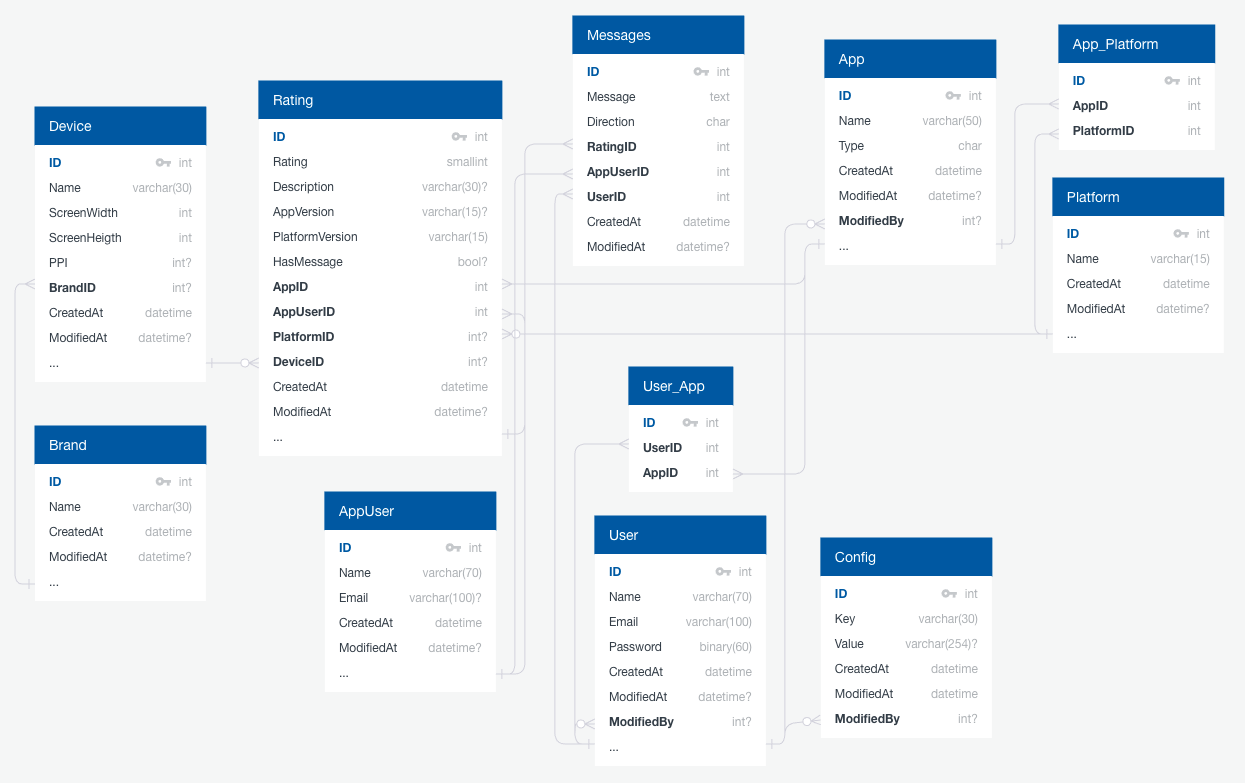 Device
ID int
Name varchar(30)
ScreenWidth int
ScreenHeigth int
PPI int?
BrandID int?
CreatedAt datetime
ModifiedAt datetime?
...
Brand
ID int
Name varchar(30)
CreatedAt datetime
ModifiedAt datetime?
...
Rating
ID int
Rating smallint
Description varchar(30)?
AppVersion varchar(15)?
PlatformVersion varchar(15)
HasMessage bool?
AppID int
AppUserID int
PlatformID int?
DeviceID int?
CreatedAt datetime
ModifiedAt datetime?
...
AppUser
ID int
Name varchar(70)
Email varchar(100)?
CreatedAt datetime
ModifiedAt datetime?
...
Messages
ID int
Message text
Direction char
RatingID int
AppUserID int
UserID int
CreatedAt datetime
ModifiedAt datetime?
User_App
ID int
UserID int
AppID int
User
ID int
Name varchar(70)
Email varchar(100)
Password binary(60)
CreatedAt datetime
ModifiedAt datetime?
ModifiedBy int?
...
App
ID int
Name varchar(50)
Type char
CreatedAt datetime
ModifiedAt datetime?
ModifiedBy int?
...
Config
ID int
Key varchar(30)
Value varchar(254)?
CreatedAt datetime
ModifiedAt datetime
ModifiedBy int?
App_Platform
ID int
AppID int
PlatformID int
Platform
ID int
Name varchar(15)
CreatedAt datetime
ModifiedAt datetime?
...